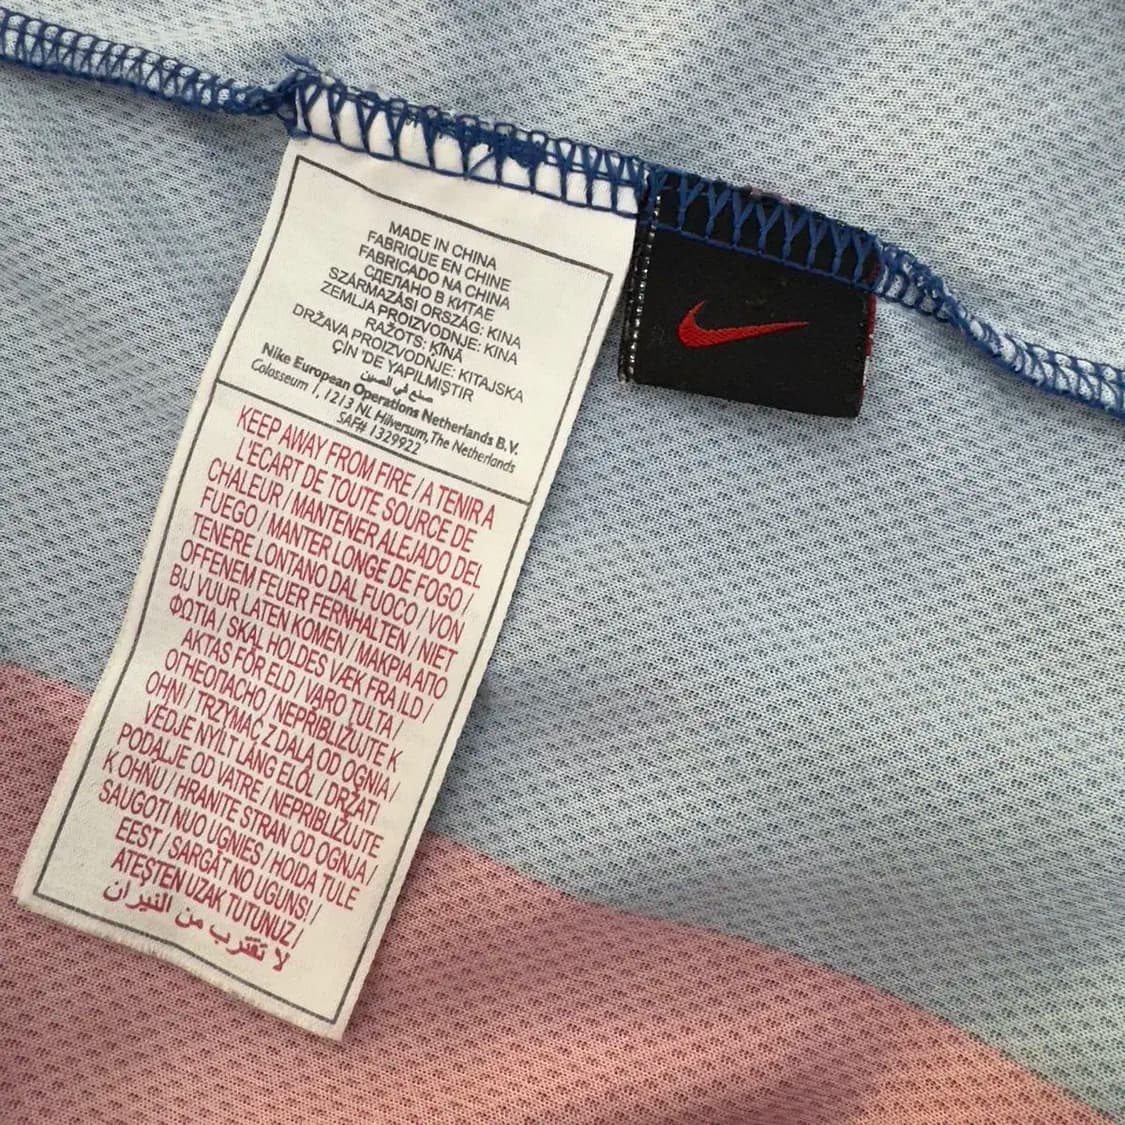 MADE IN CHINA
FABRIQUE EN CHINE
FABRICADO NA CHINA
СДЕЛАНО В КИТАЕ
SZÁRMAZÁSI ORSZÁG: KINA
ZEMLJA PROIZVODNJE: KINA
RAŽOTS: ĶĪNĀ
DRŽAVA PROIZVODNJE: KITAJSKA
ÇİN 'DE YAPILMIŞTIR
صنع في الصين
Nike European Operations Netherlands B.V.
Colosseum 1, 1213 NL Hilversum, The Netherlands
SAF# 1329922
KEEP AWAY FROM FIRE / A TENIR A
L'ECART DE TOUTE SOURCE DE
CHALEUR / MANTENER ALEJADO DEL
FUEGO / MANTER LONGE DE FOGO /
TENERE LONTANO DAL FUOCO / VON
OFFENEM FEUER FERNHALTEN / NIET
BIJ VUUR LATEN KOMEN / ΜΑΚΡΙΑ ΑΠΟ
ΦΩΤΙΑ / SKAL HOLDES VÆK FRA ILD /
AKTAS FÖR ELD / VARO TULTA /
ОГНЕОПАСНО / NEPŘIBLIŽUJTE K
OHNI / TRZYMAĆ Z DALA OD OGNIA /
VÉDJE NYÍLT LÁNG ELÖL / DRŽATI
PODALJE OD VATRE / NEPRIBLIŽUJTE
K OHŇU / HRANITE STRAN OD OGNJA /
SAUGOTI NUO UGNIES / HOIDA TULE
EEST / SARGĀT NO UGUNS! /
ATEŞTEN UZAK TUTUNUZ /
لا تقترب من النيران